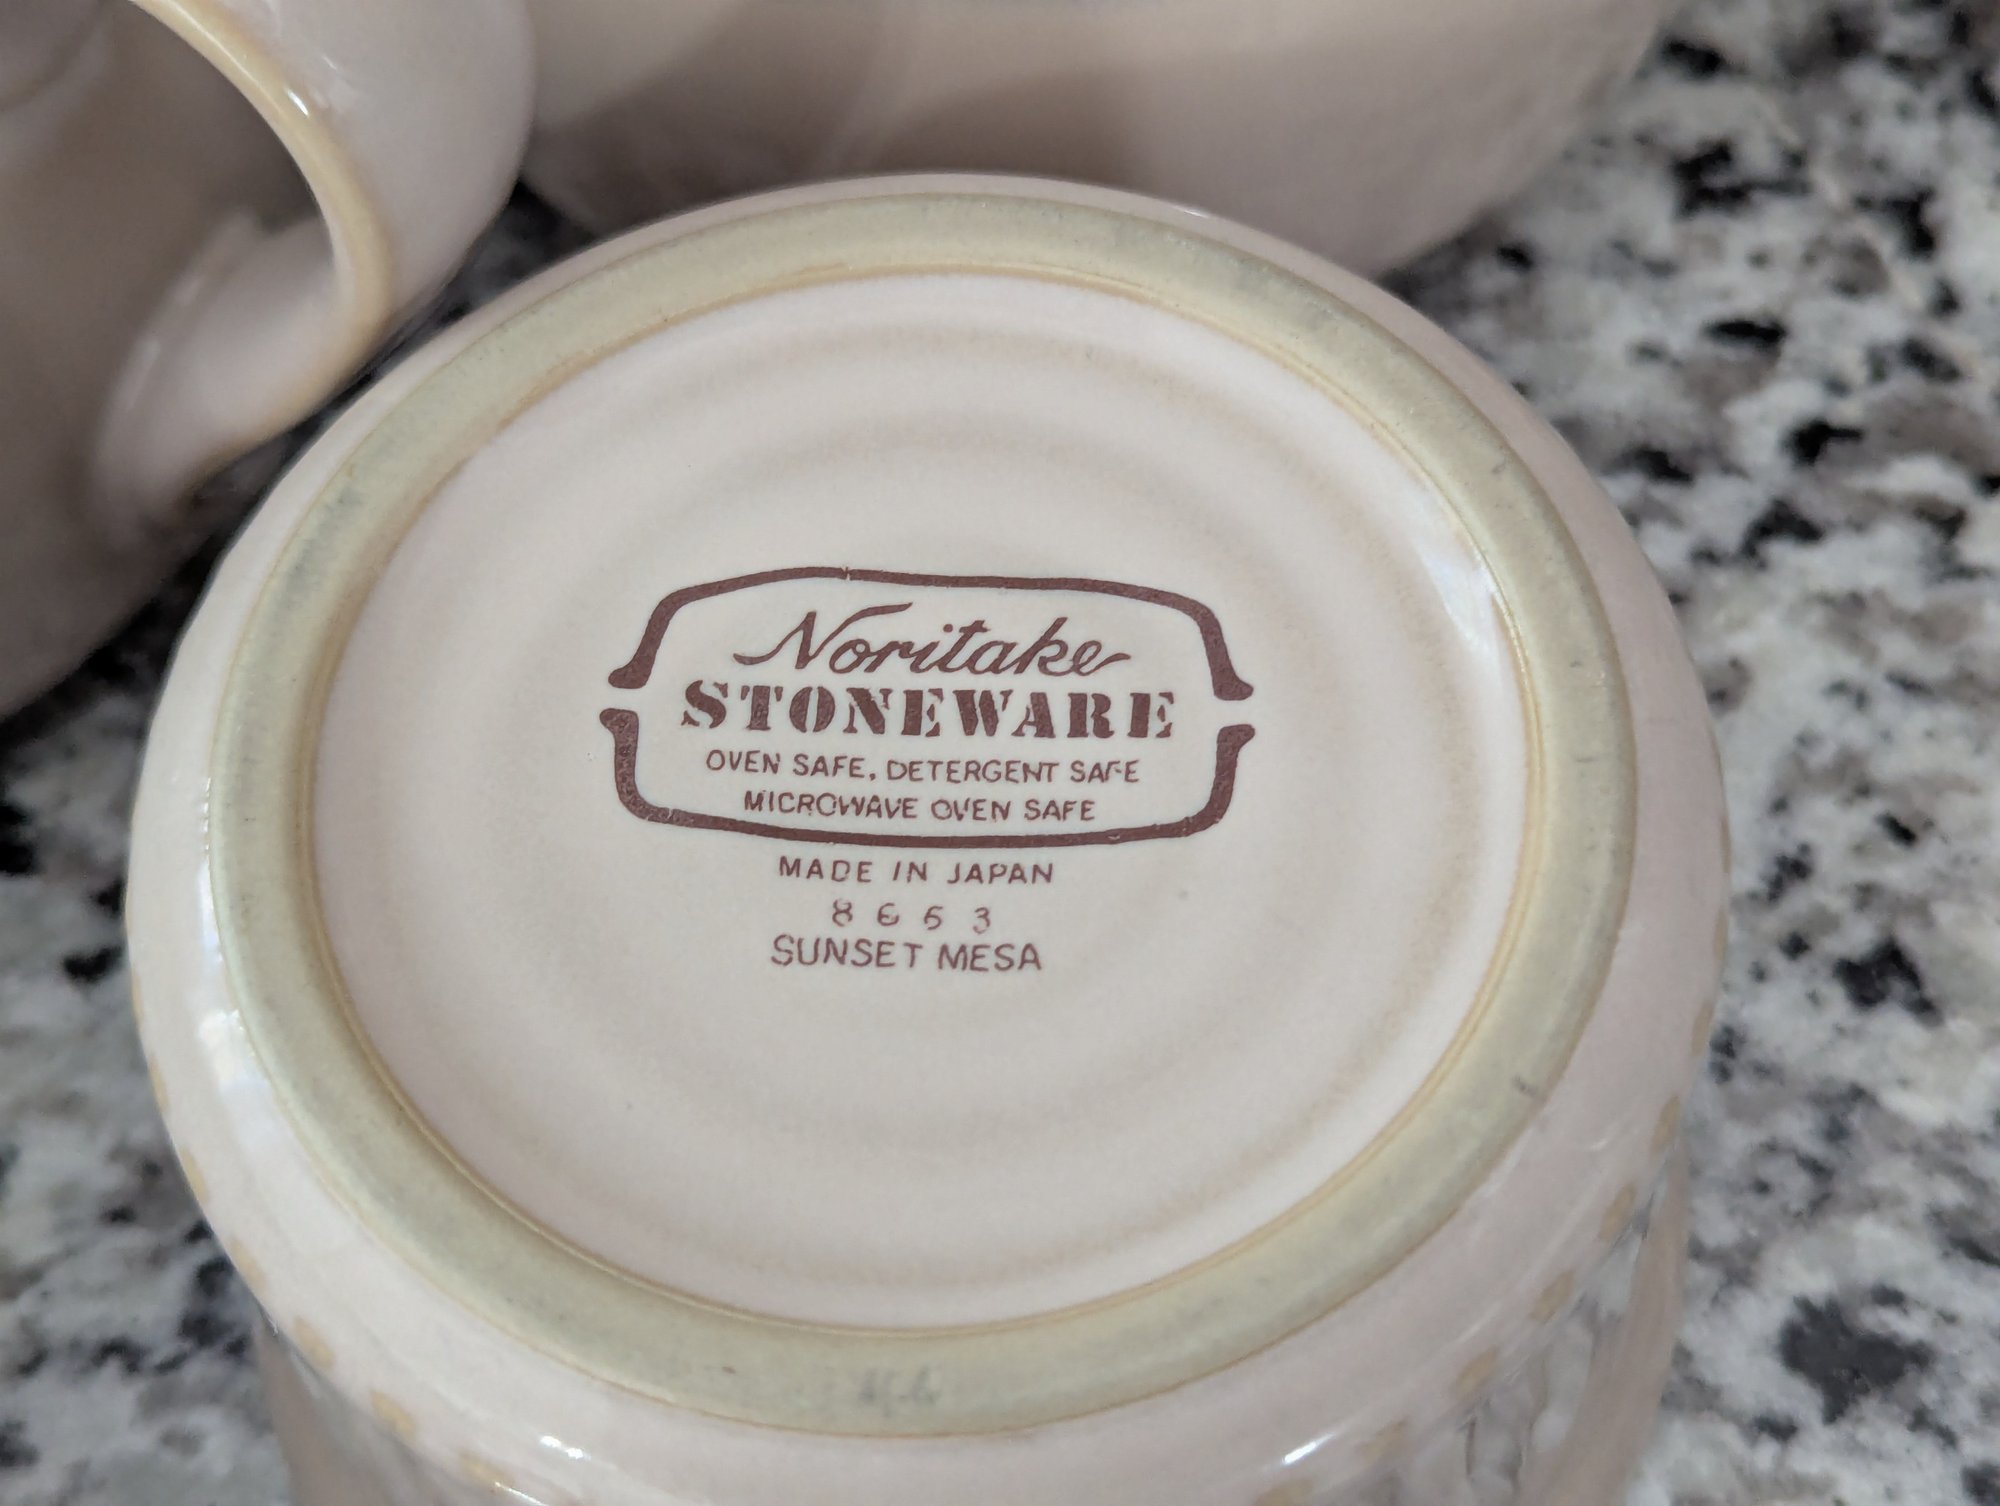 Noritake
STONEWARE
OVEN SAFE, DETERGENT SAFE
MICROWAVE OVEN SAFE
MADE IN JAPAN
8663
SUNSET MESA